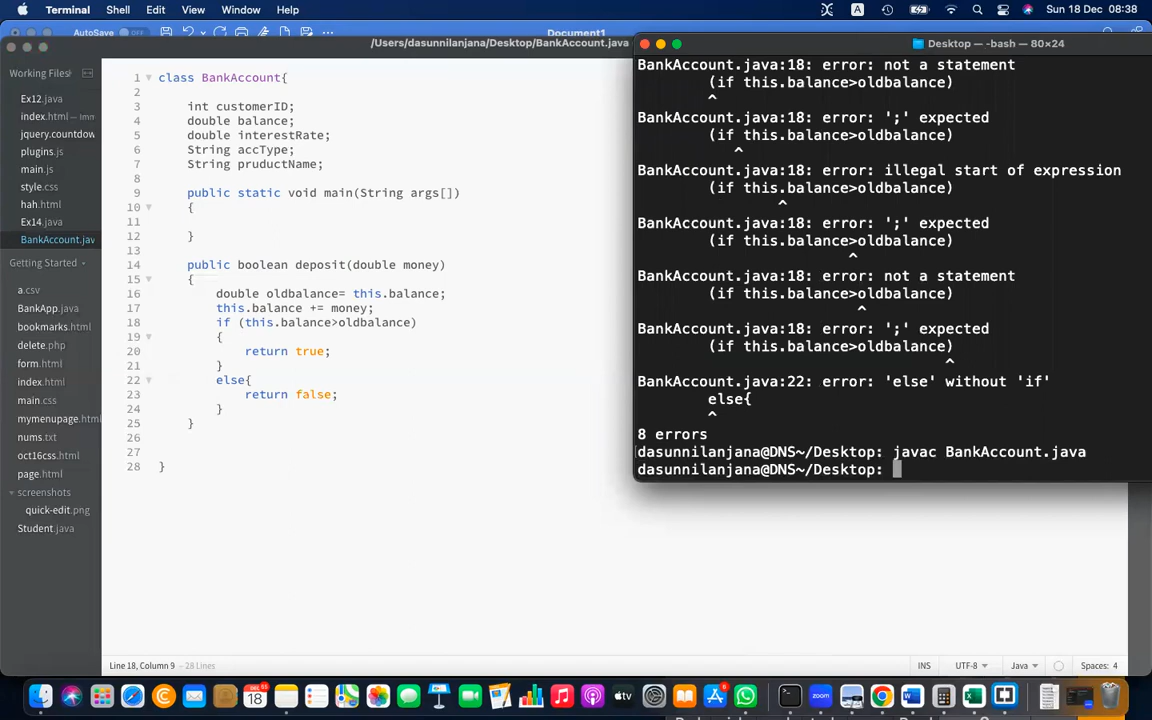 Terminal Shell Edit View Window Help A Sun 18 Dec 08:38
AutoSave OFF Document1
/Users/dasunnilanjana/Desktop/BankAccount.java
Desktop — -bash — 80×24
Working Files
Ex12.java
index.html — Imm
jquery.countdow
plugins.js
main.js
style.css
hah.html
Ex14.java
BankAccount.jav
Getting Started
a.csv
BankApp.java
bookmarks.html
delete.php
form.html
index.html
main.css
mymenupage.html
nums.txt
oct16css.html
page.html
screenshots
quick-edit.png
Student.java
1 class BankAccount{
2
3 int customerID;
4 double balance;
5 double interestRate;
6 String accType;
7 String pruductName;
8
9 public static void main(String args[])
10 {
11
12 }
13
14 public boolean deposit(double money)
15 {
16 double oldbalance= this.balance;
17 this.balance += money;
18 if (this.balance>oldbalance)
19 {
20 return true;
21 }
22 else{
23 return false;
24 }
25 }
26
27
28 }
BankAccount.java:18: error: not a statement
(if this.balance>oldbalance)
^
BankAccount.java:18: error: ';' expected
(if this.balance>oldbalance)
^
BankAccount.java:18: error: illegal start of expression
(if this.balance>oldbalance)
^
BankAccount.java:18: error: ';' expected
(if this.balance>oldbalance)
^
BankAccount.java:18: error: not a statement
(if this.balance>oldbalance)
^
BankAccount.java:18: error: ';' expected
(if this.balance>oldbalance)
^
BankAccount.java:22: error: 'else' without 'if'
else{
^
8 errors
dasunnilanjana@DNS~/Desktop: javac BankAccount.java
dasunnilanjana@DNS~/Desktop:
Line 18, Column 9 — 28 Lines
INS UTF-8 Java Spaces: 4
18
tv
zoom